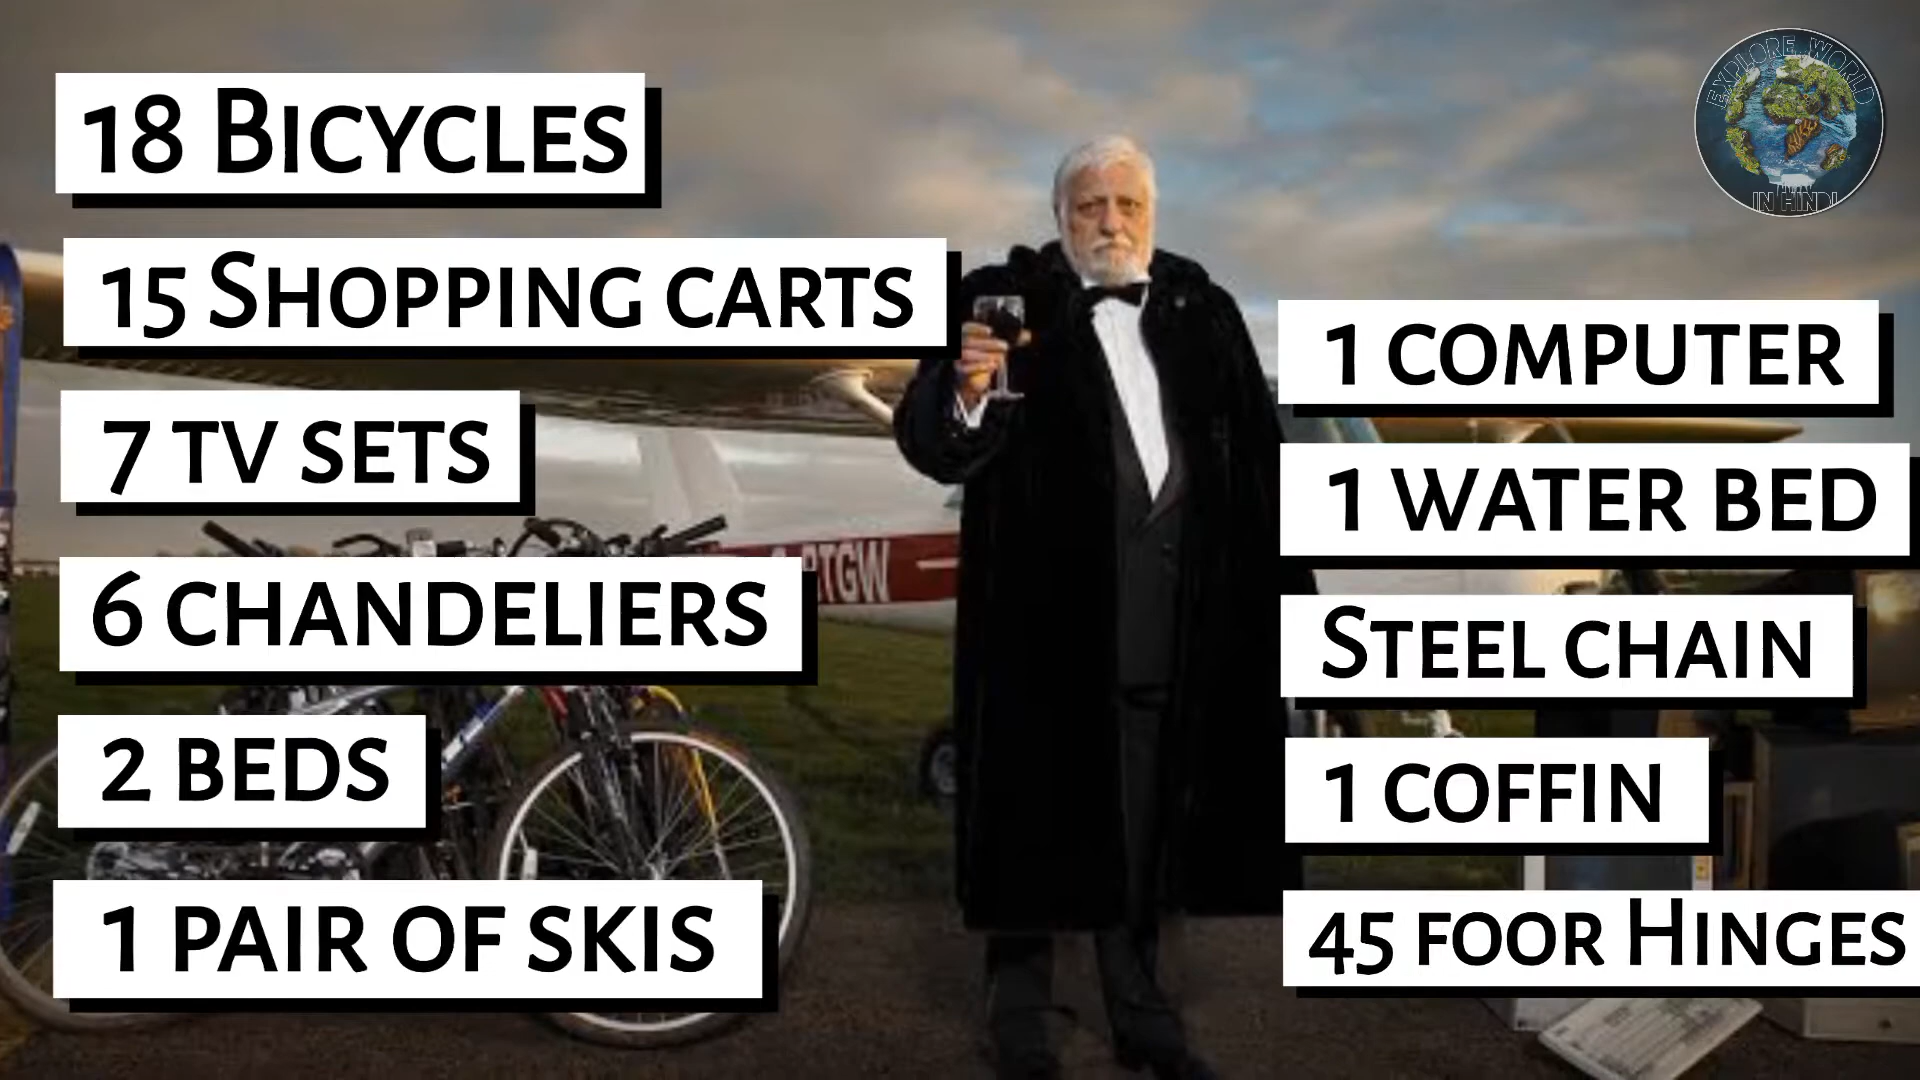 18 Bicycles
15 Shopping carts
7 TV sets
6 chandeliers
2 beds
1 pair of skis
1 computer
1 water bed
Steel chain
1 coffin
45 foor Hinges
EXPLORE WORLD
IN HINDI